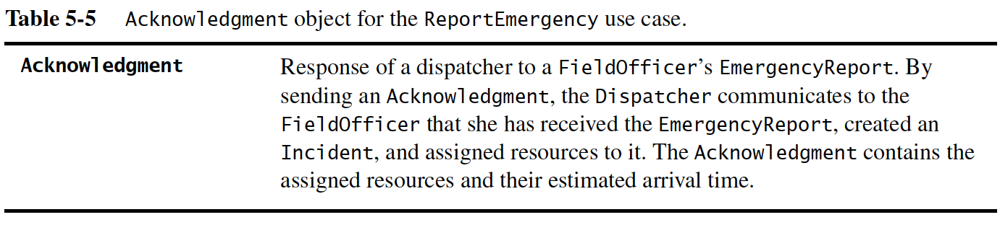 Table 5-5 Acknowledgment object for the ReportEmergency use case.
Acknowledgment Response of a dispatcher to a FieldOfficer’s EmergencyReport. By
sending an Acknowledgment, the Dispatcher communicates to the
FieldOfficer that she has received the EmergencyReport, created an
Incident, and assigned resources to it. The Acknowledgment contains the
assigned resources and their estimated arrival time.